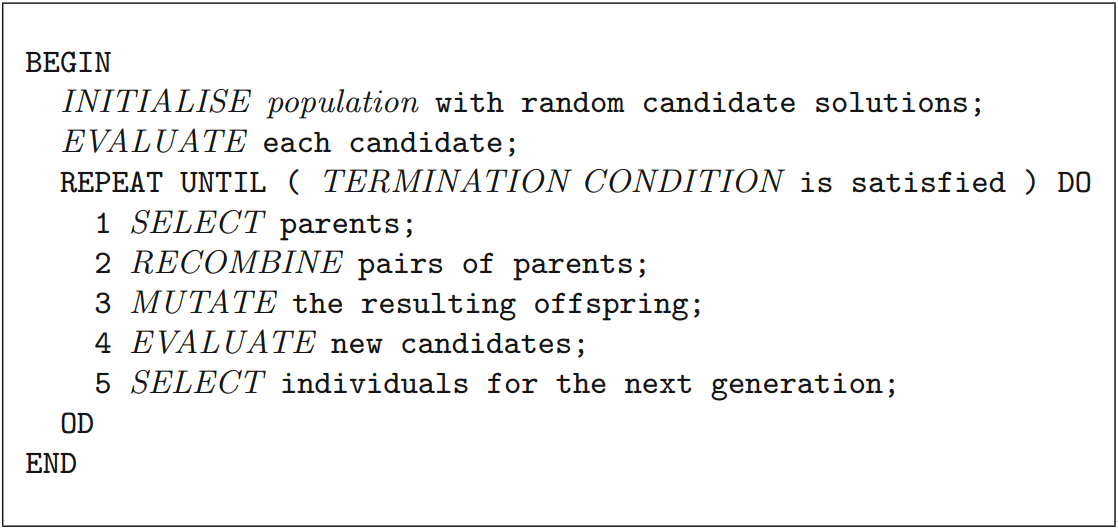 BEGIN
INITIALISE population with random candidate solutions;
EVALUATE each candidate;
REPEAT UNTIL ( TERMINATION CONDITION is satisfied ) DO
1 SELECT parents;
2 RECOMBINE pairs of parents;
3 MUTATE the resulting offspring;
4 EVALUATE new candidates;
5 SELECT individuals for the next generation;
OD
END